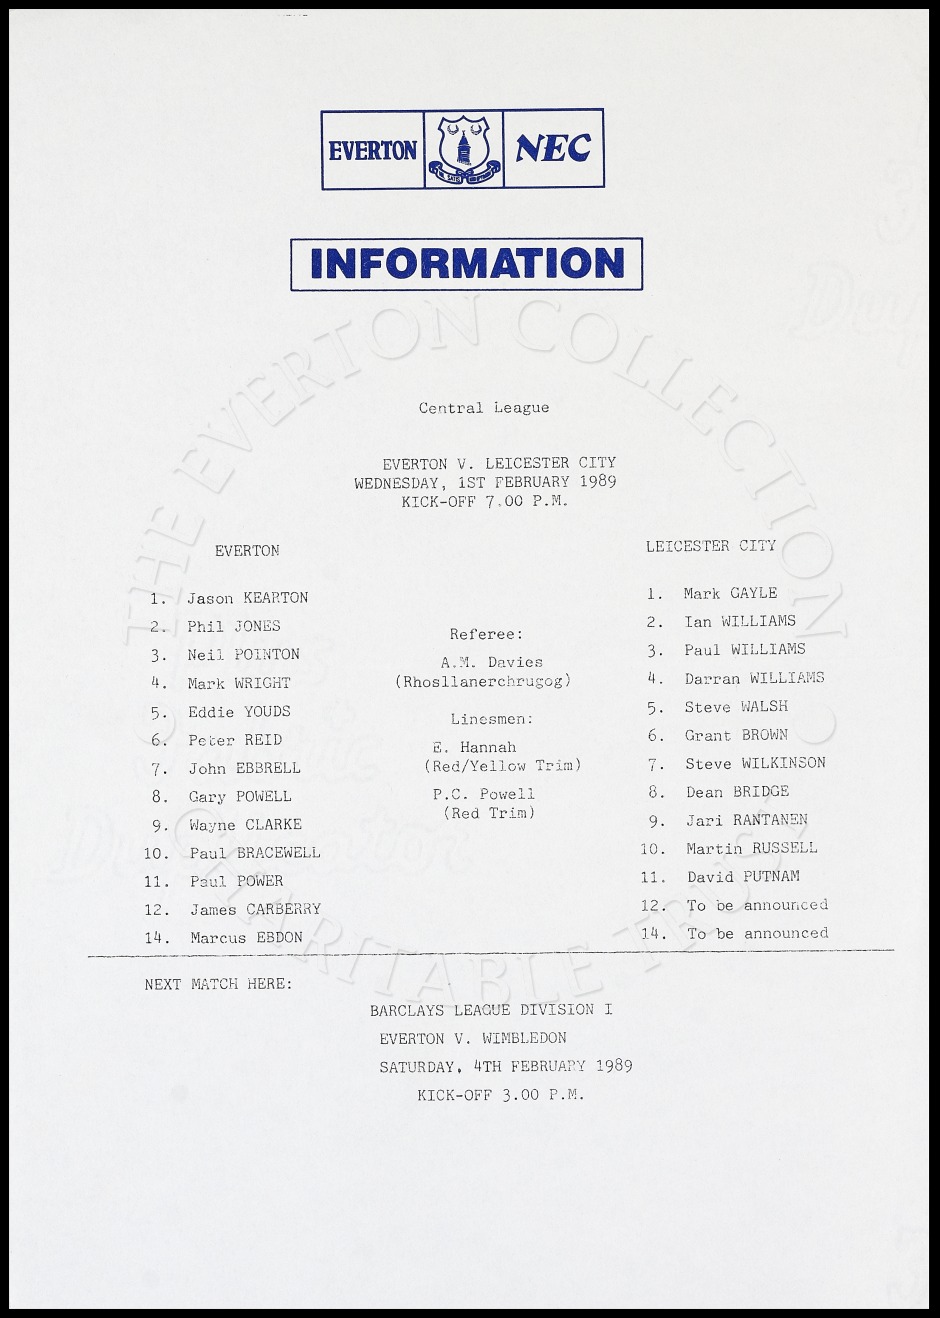 EVERTON
NEC
INFORMATION
THE EVERTON COLLECTION
CHARITABLE TRUST
Central League
EVERTON V. LEICESTER CITY
WEDNESDAY, 1ST FEBRUARY 1989
KICK-OFF 7.00 P.M.
EVERTON
1. Jason KEARTON
2. Phil JONES
3. Neil POINTON
4. Mark WRIGHT
5. Eddie YOUDS
6. Peter REID
7. John EBBRELL
8. Gary POWELL
9. Wayne CLARKE
10. Paul BRACEWELL
11. Paul POWER
12. James CARBERRY
14. Marcus EBDON
Referee:
A.M. Davies
(Rhosllanerchrugog)
Linesmen:
E. Hannah
(Red/Yellow Trim)
P.C. Powell
(Red Trim)
LEICESTER CITY
1. Mark GAYLE
2. Ian WILLIAMS
3. Paul WILLIAMS
4. Darran WILLIAMS
5. Steve WALSH
6. Grant BROWN
7. Steve WILKINSON
8. Dean BRIDGE
9. Jari RANTANEN
10. Martin RUSSELL
11. David PUTNAM
12. To be announced
14. To be announced
NEXT MATCH HERE:
BARCLAYS LEAGUE DIVISION I
EVERTON V. WIMBLEDON
SATURDAY, 4TH FEBRUARY 1989
KICK-OFF 3.00 P.M.